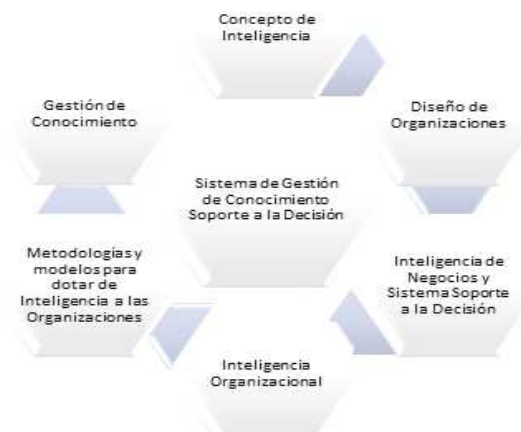 Concepto de
Inteligencia
Diseño de
Organizaciones
Inteligencia de
Negocios y
Sistema Soporte
a la Decisión
Inteligencia
Organizacional
Metodologías y
modelos para
dotar de
Inteligencia a las
Organizaciones
Gestión de
Conocimiento
Sistema de Gestión
de Conocimiento
Soporte a la Decisión